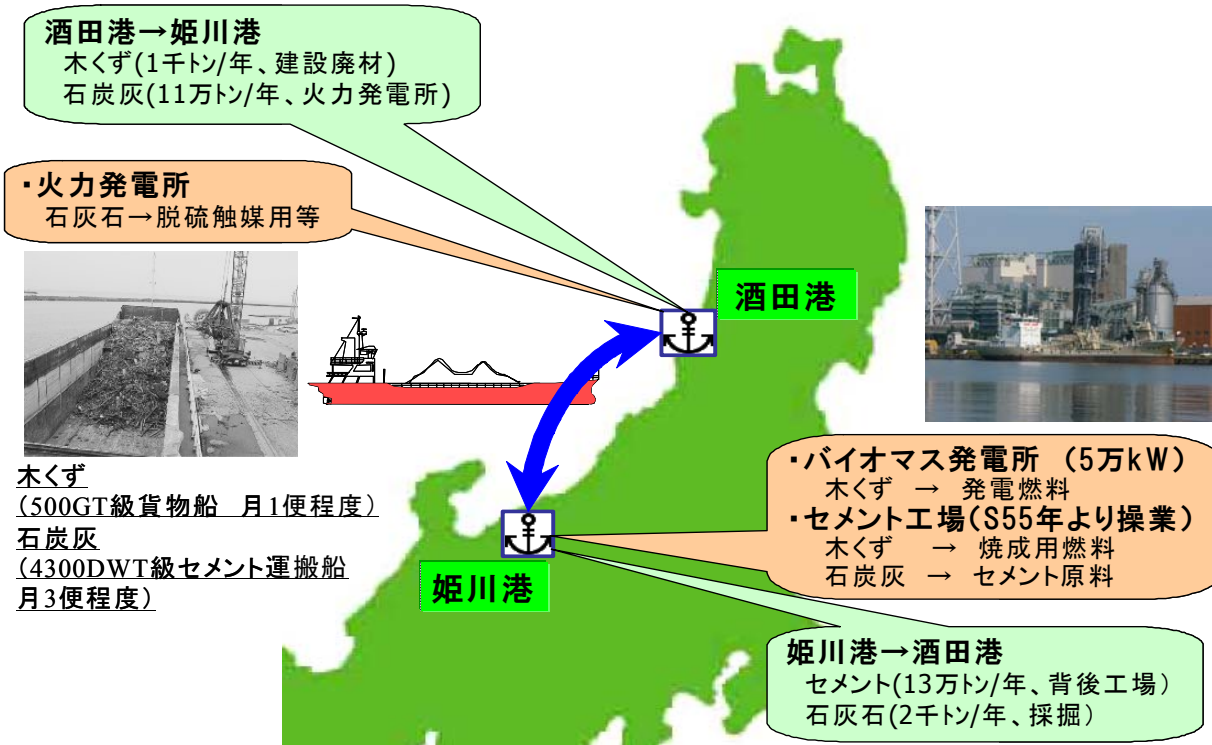 酒田港→姫川港
木くず(1千トン/年、建設廃材)
石炭灰(11万トン/年、火力発電所)
・火力発電所
石灰石→脱硫触媒用等
酒田港
木くず
(500GT級貨物船 月1便程度)
石炭灰
(4300DWT級セメント運搬船
月3便程度)
姫川港
・バイオマス発電所 (5万kW)
木くず → 発電燃料
・セメント工場(S55年より操業)
木くず → 焼成用燃料
石炭灰 → セメント原料
姫川港→酒田港
セメント(13万トン/年、背後工場)
石灰石(2千トン/年、採掘)